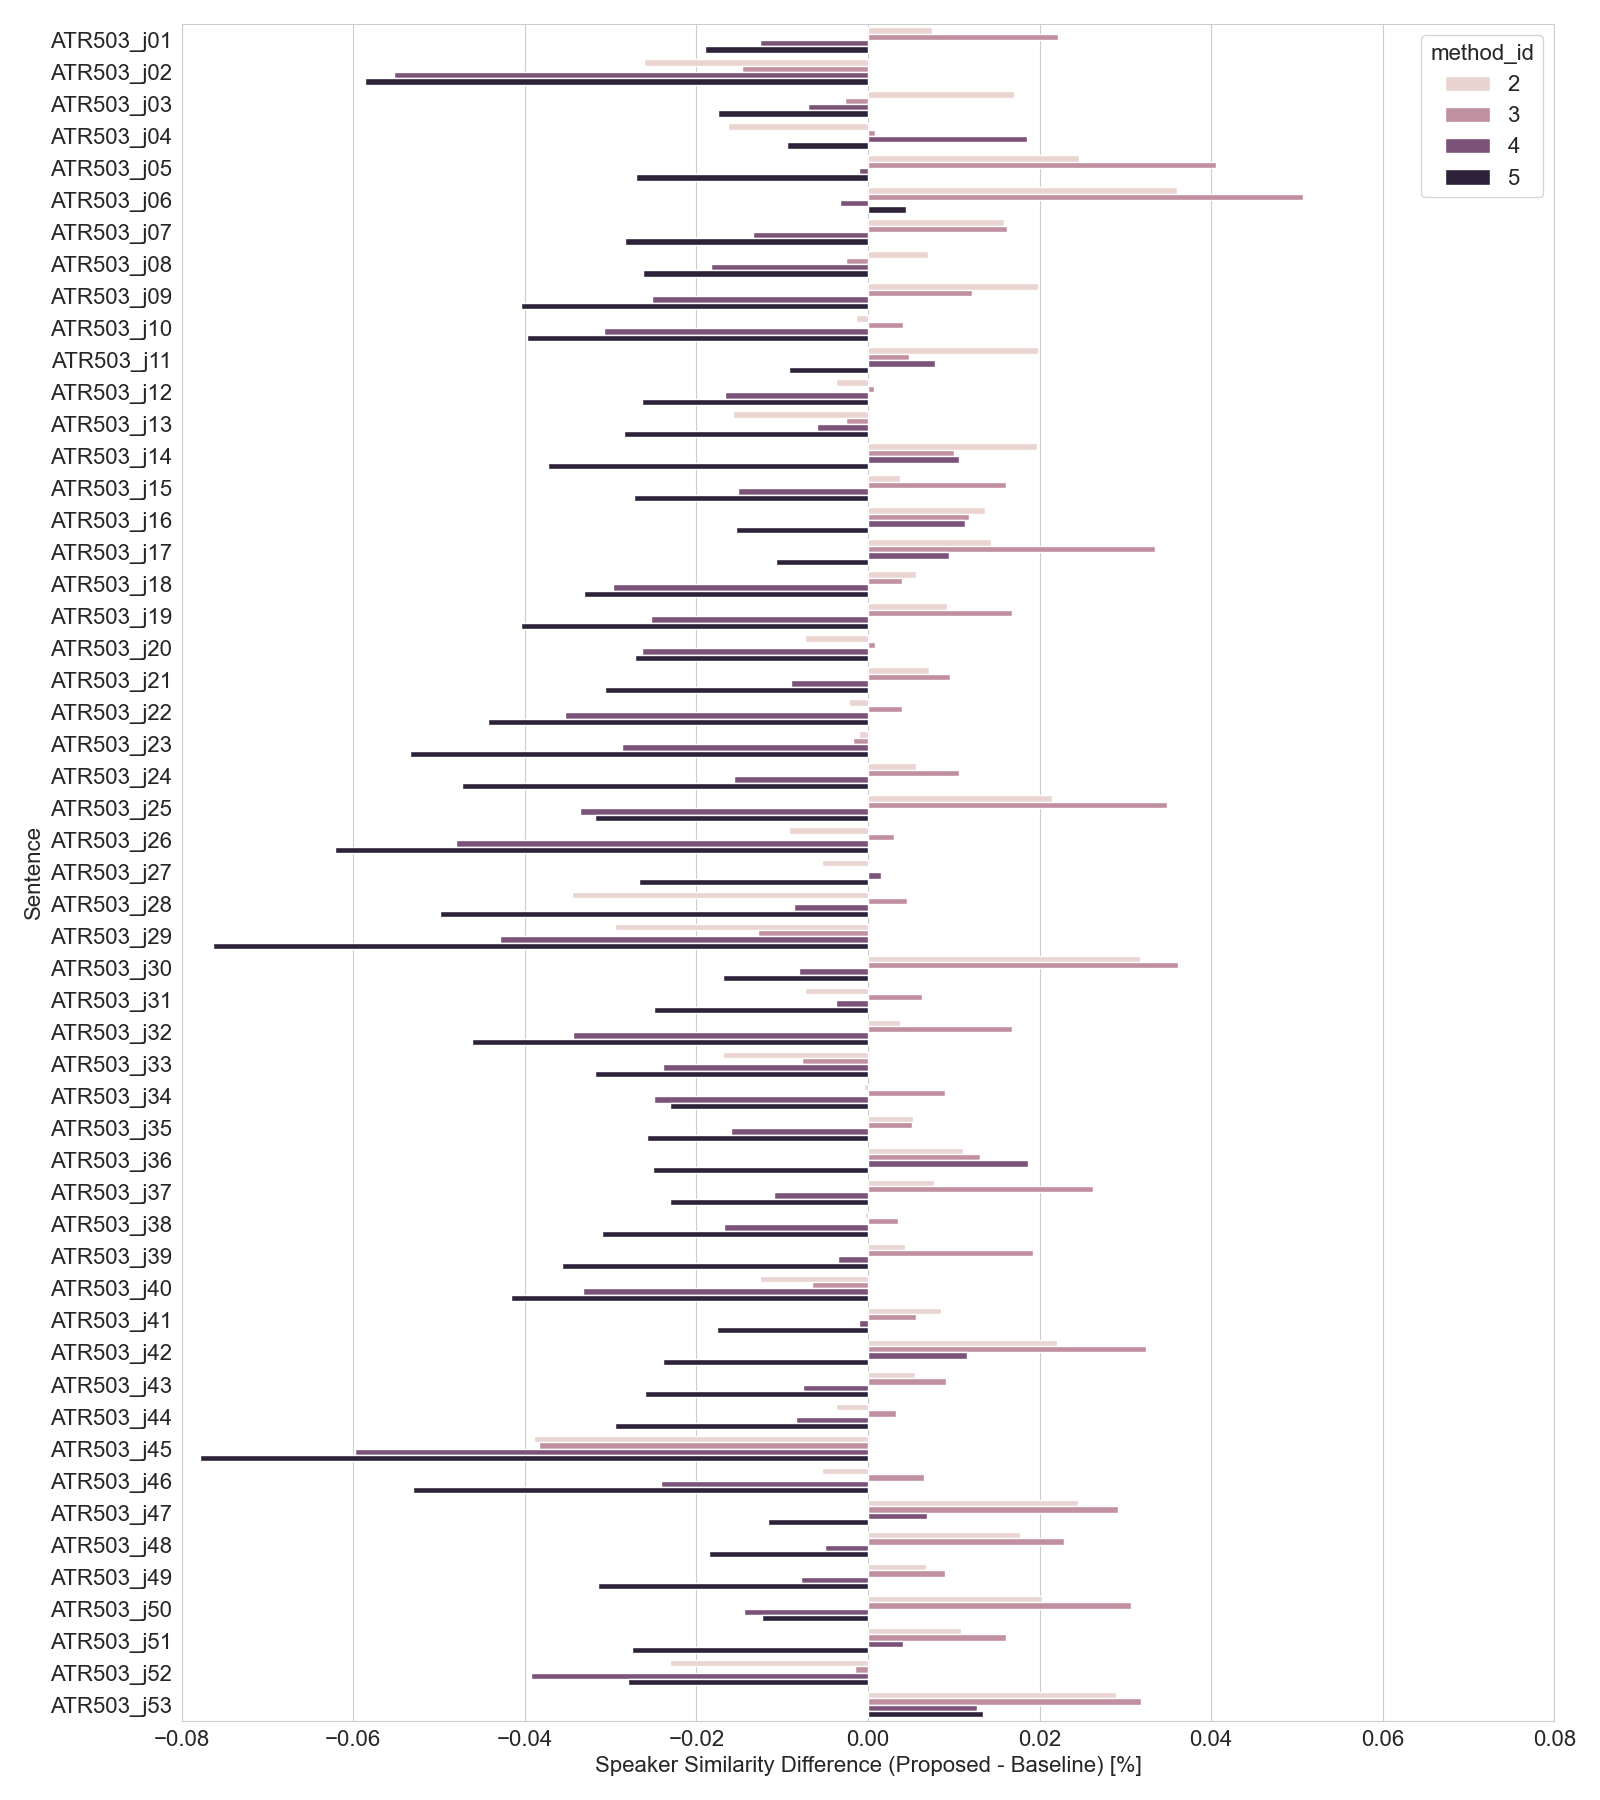 ATR503_j01
ATR503_j02
ATR503_j03
ATR503_j04
ATR503_j05
ATR503_j06
ATR503_j07
ATR503_j08
ATR503_j09
ATR503_j10
ATR503_j11
ATR503_j12
ATR503_j13
ATR503_j14
ATR503_j15
ATR503_j16
ATR503_j17
ATR503_j18
ATR503_j19
ATR503_j20
ATR503_j21
ATR503_j22
ATR503_j23
ATR503_j24
ATR503_j25
ATR503_j26
ATR503_j27
ATR503_j28
ATR503_j29
ATR503_j30
ATR503_j31
ATR503_j32
ATR503_j33
ATR503_j34
ATR503_j35
ATR503_j36
ATR503_j37
ATR503_j38
ATR503_j39
ATR503_j40
ATR503_j41
ATR503_j42
ATR503_j43
ATR503_j44
ATR503_j45
ATR503_j46
ATR503_j47
ATR503_j48
ATR503_j49
ATR503_j50
ATR503_j51
ATR503_j52
ATR503_j53
Sentence
method_id
2
3
4
5
−0.08 −0.06 −0.04 −0.02 0.00 0.02 0.04 0.06 0.08
Speaker Similarity Difference (Proposed - Baseline) [%]